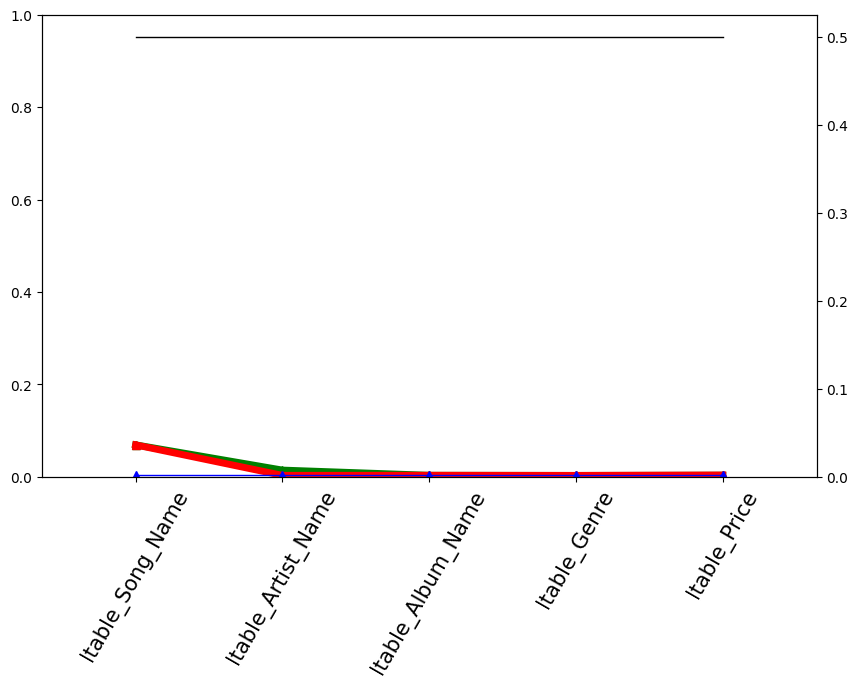 1.0
0.8
0.6
0.4
0.2
0.0
0.5
0.4
0.3
0.2
0.1
0.0
ltable_Song_Name
ltable_Artist_Name
ltable_Album_Name
ltable_Genre
ltable_Price